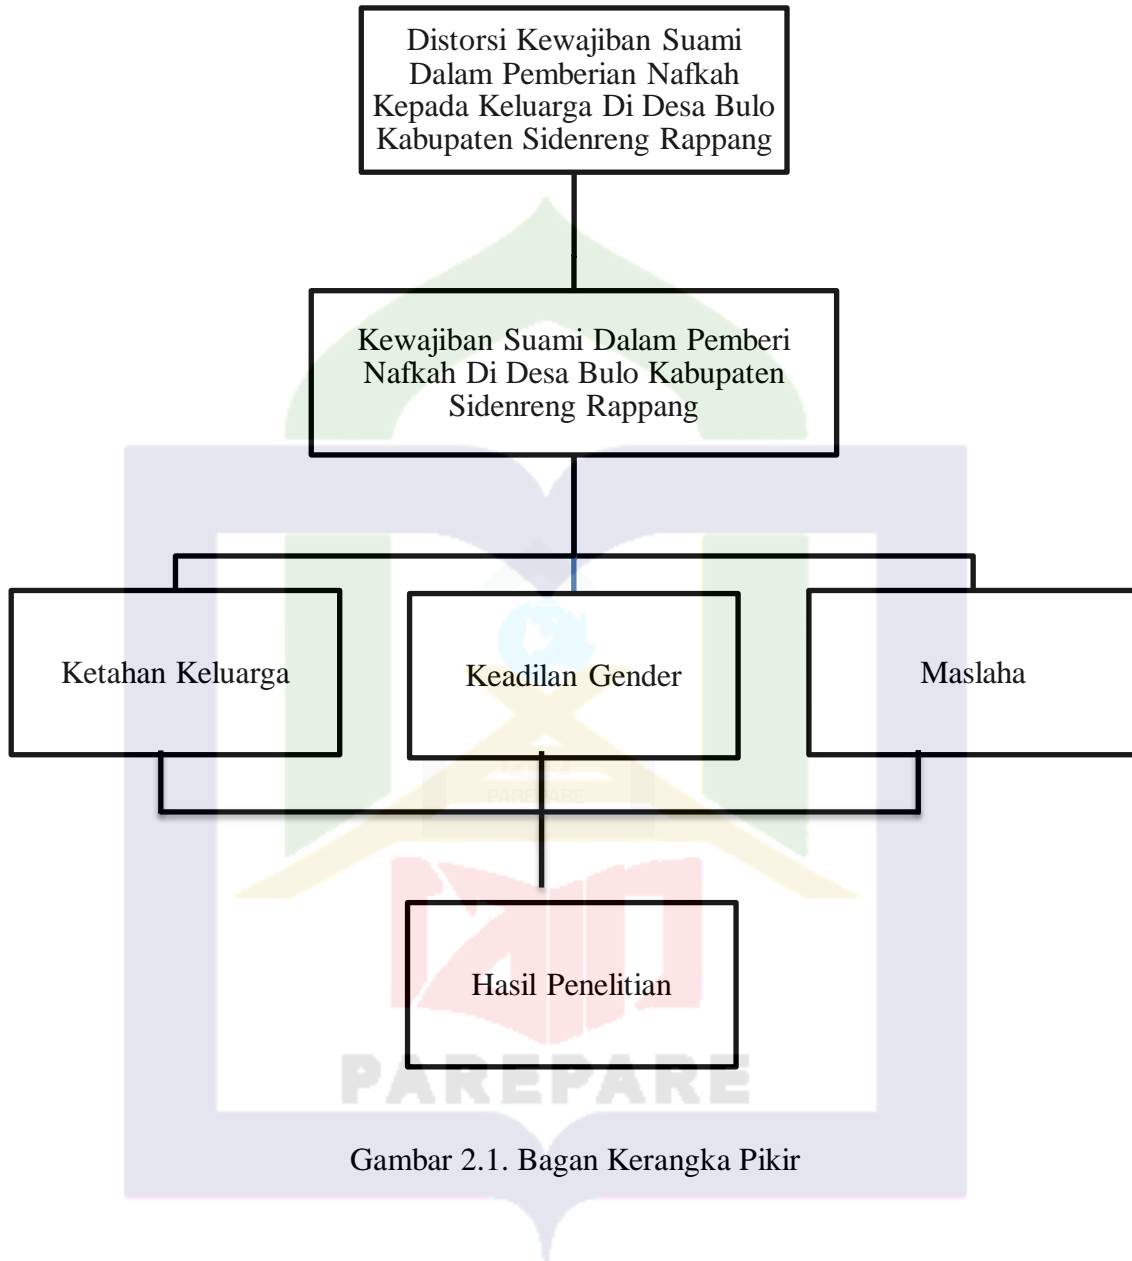 Distorsi Kewajiban Suami
Dalam Pemberian Nafkah
Kepada Keluarga Di Desa Bulo
Kabupaten Sidenreng Rappang
Kewajiban Suami Dalam Pemberi
Nafkah Di Desa Bulo Kabupaten
Sidenreng Rappang
Ketahan Keluarga
Keadilan Gender
Maslaha
PAREPARE
Hasil Penelitian
PAREPARE
Gambar 2.1. Bagan Kerangka Pikir